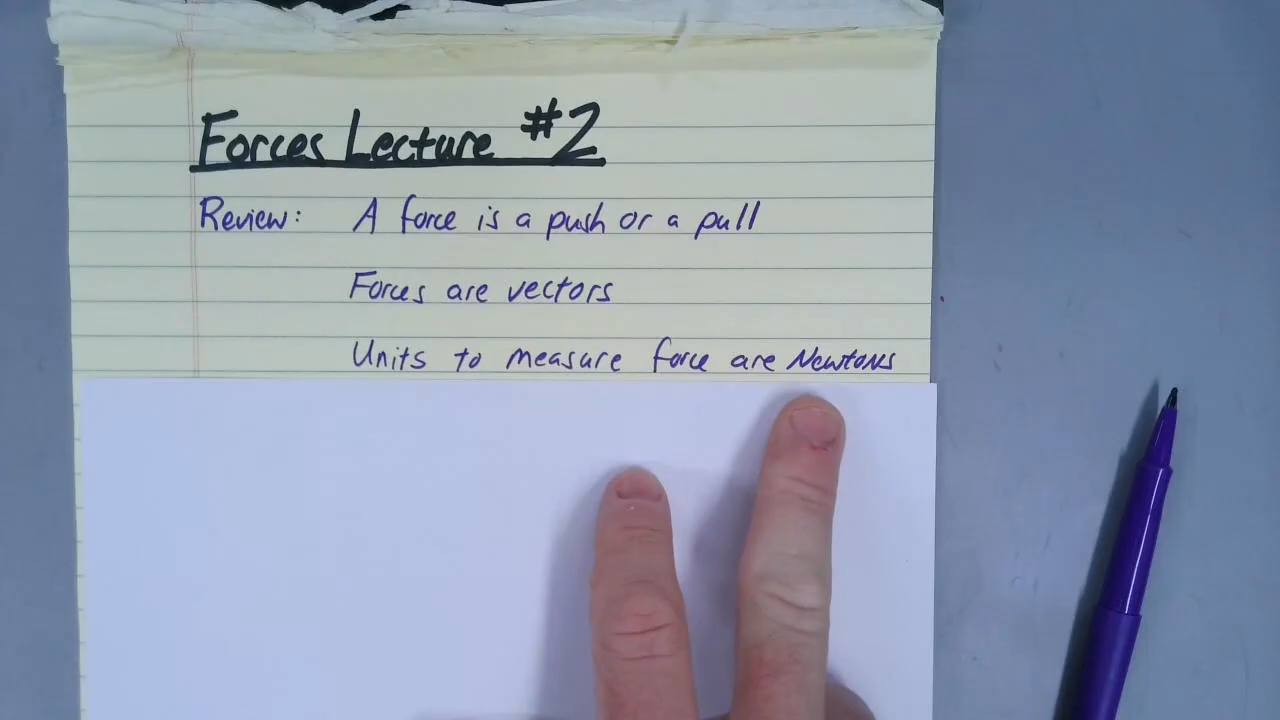 Forces Lecture #2
Review: A force is a push or a pull
Forces are vectors
Units to measure force are Newtons